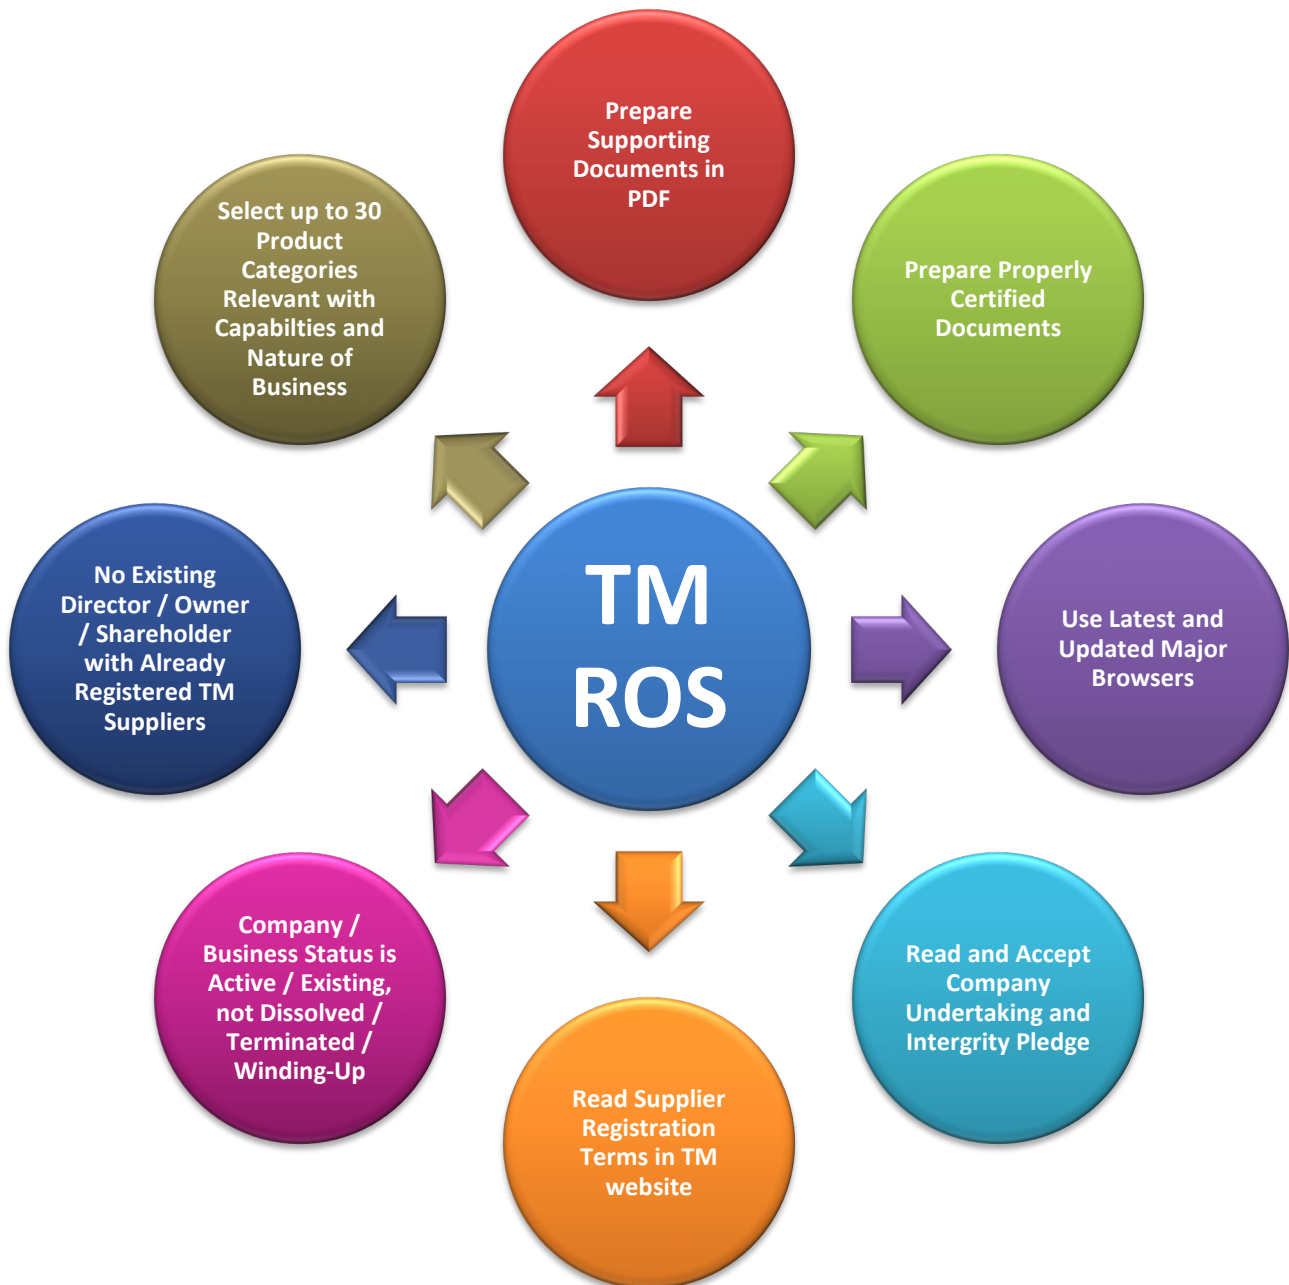 Prepare
Supporting
Documents in
PDF
Prepare Properly
Certified
Documents
Use Latest and
Updated Major
Browsers
Read and Accept
Company
Undertaking and
Intergrity Pledge
Read Supplier
Registration
Terms in TM
website
Company /
Business Status is
Active / Existing,
not Dissolved /
Terminated /
Winding-Up
No Existing
Director / Owner
/ Shareholder
with Already
Registered TM
Suppliers
Select up to 30
Product
Categories
Relevant with
Capabilties and
Nature of
Business
TM
ROS